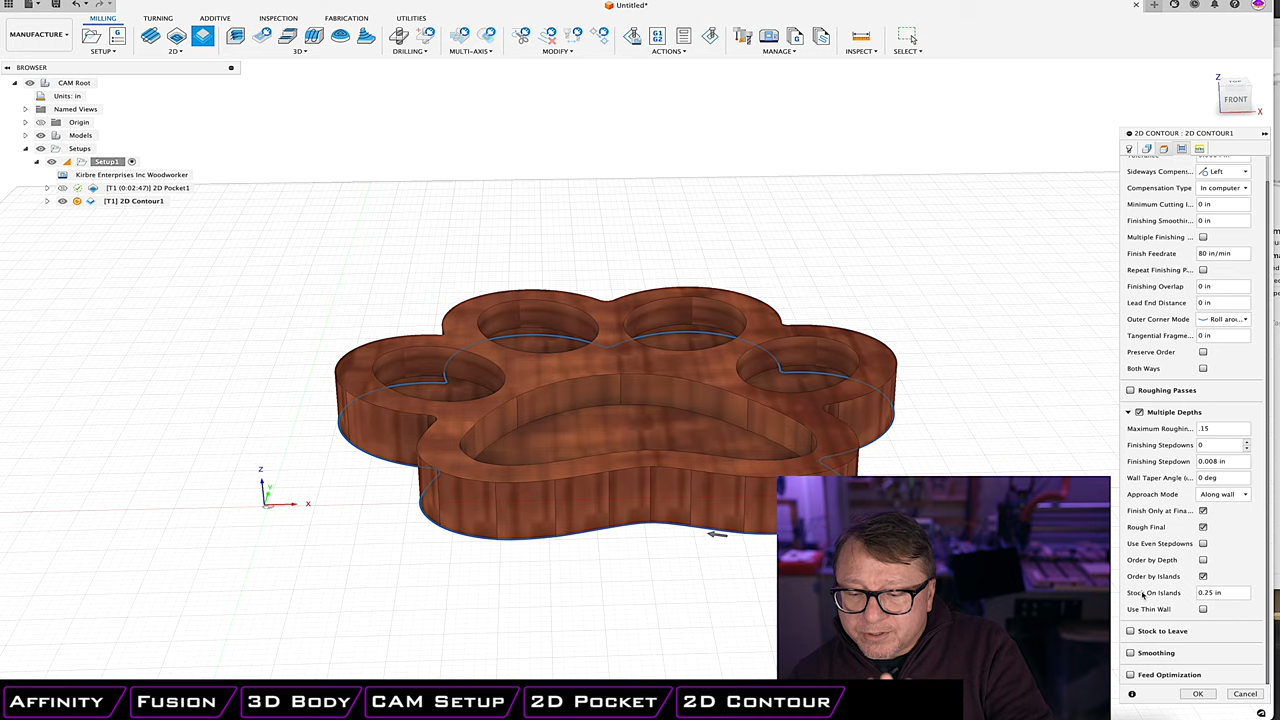 Untitled*
MILLING TURNING ADDITIVE INSPECTION FABRICATION UTILITIES
MANUFACTURE
SETUP 2D 3D DRILLING MULTI-AXIS MODIFY ACTIONS MANAGE INSPECT SELECT
BROWSER
CAM Root
Units: in
Named Views
Origin
Models
Setups
Setup1
Kirbre Enterprises Inc Woodworker
[T1 (0:02:47)] 2D Pocket1
[T1] 2D Contour1
Z
FRONT
X
Z
Y
X
2D CONTOUR : 2D CONTOUR1
Sideways Compens... Left
Compensation Type In computer
Minimum Cutting 0 in
Finishing Smoothi... 0 in
Multiple Finishing ...
Finish Feedrate 80 in/min
Repeat Finishing P...
Finishing Overlap 0 in
Lead End Distance 0 in
Outer Corner Mode Roll arou...
Tangential Fragme... 0 in
Preserve Order
Both Ways
Roughing Passes
Multiple Depths
Maximum Roughin... .15
Finishing Stepdowns 0
Finishing Stepdown 0.008 in
Wall Taper Angle 0 deg
Approach Mode Along wall
Finish Only at Fina...
Rough Final
Use Even Stepdowns
Order by Depth
Order by Islands
Stock On Islands 0.25 in
Use Thin Wall
Stock to Leave
Smoothing
Feed Optimization
OK Cancel
AFFINITY FUSION 3D BODY CAM SETUP 2D POCKET 2D CONTOUR